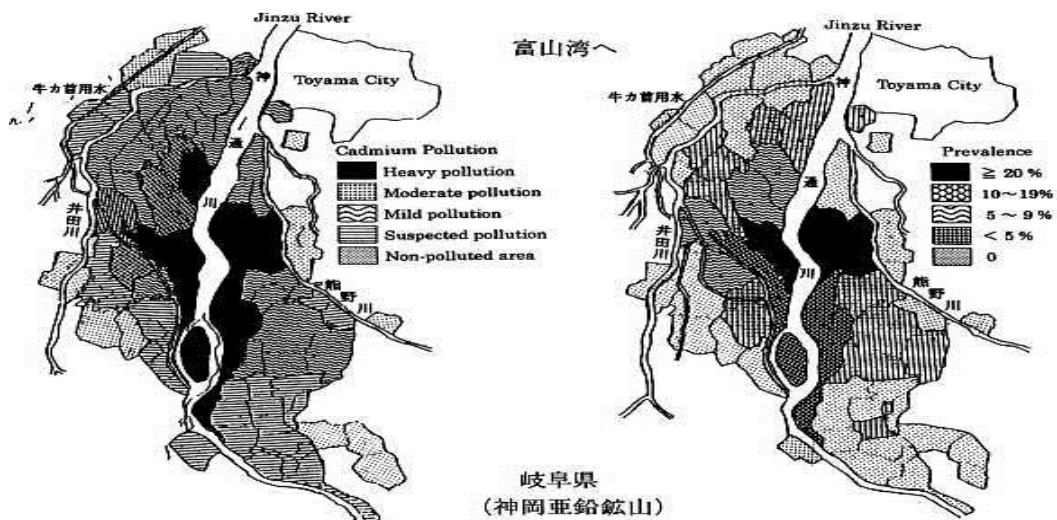 Jinzu River
神
通
川
Toyama City
牛カ首用水
井田川
熊野川
Cadmium Pollution
Heavy pollution
Moderate pollution
Mild pollution
Suspected pollution
Non-polluted area
富山湾へ
岐阜県
(神岡亜鉛鉱山)
Jinzu River
神
通
川
Toyama City
牛カ首用水
井田川
熊野川
Prevalence
≧ 20 %
10～19%
5 ～ 9 %
< 5 %
0